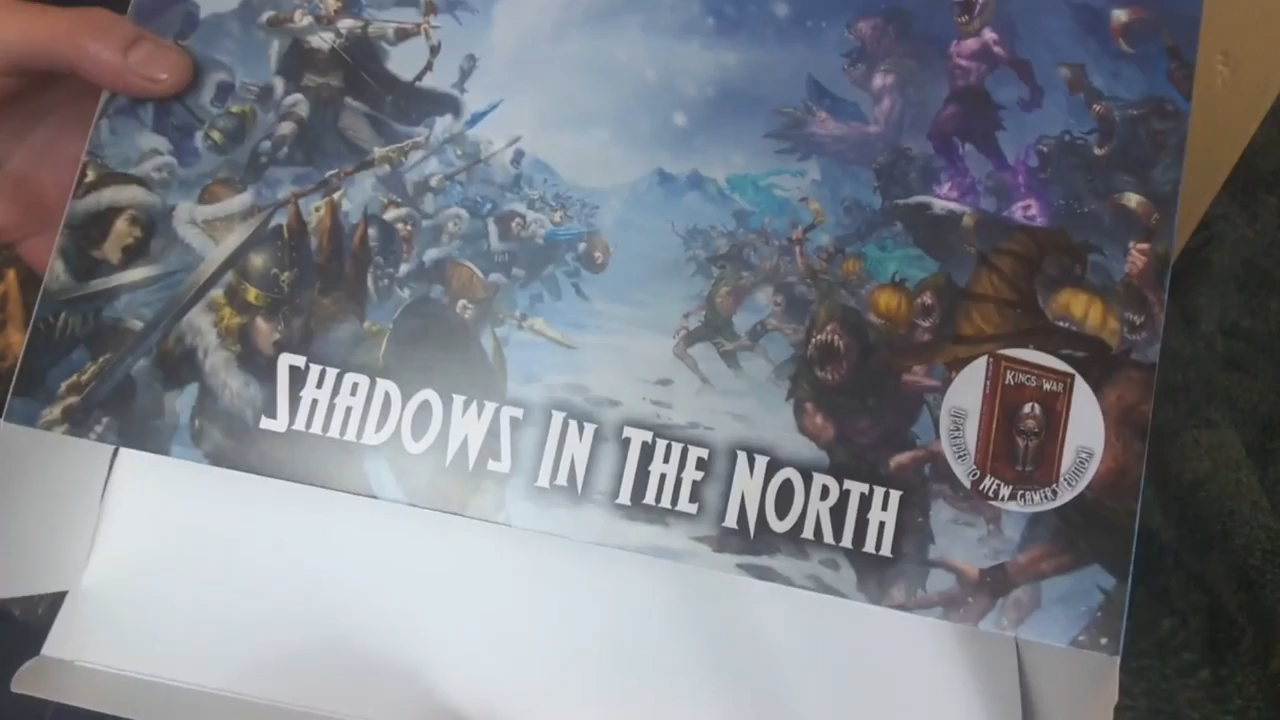 SHADOWS IN THE NORTH
KINGS OF WAR
UPGRADED TO NEW GAMER'S EDITION!